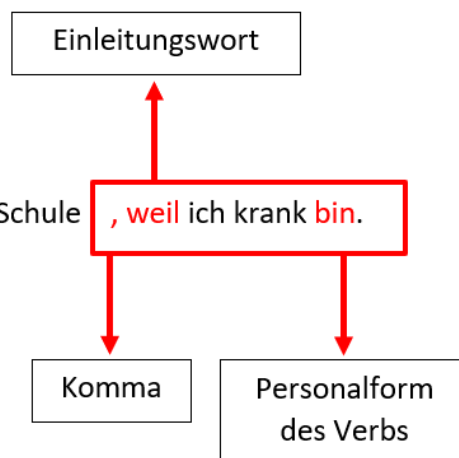 Einleitungswort
Schule , weil ich krank bin.
Komma
Personalform
des Verbs